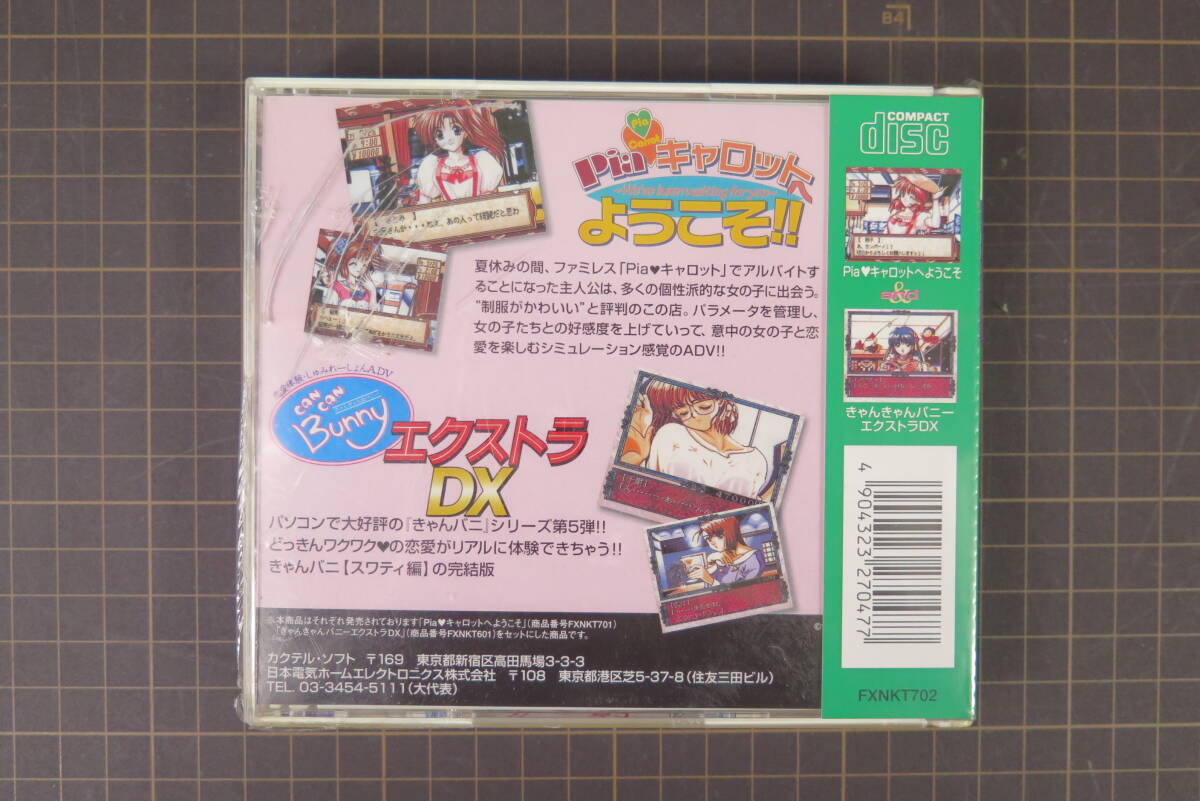 B4
Pia
Carrot
Pia キャロットへ
~We've been waiting for you~
ようこそ!!
夏休みの間、ファミレス「Pia♥キャロット」でアルバイトす
ることになった主人公は、多くの個性派的な女の子に出会う。
"制服がかわいい"と評判のこの店。パラメータを管理し、
女の子たちとの好感度を上げていって、意中の女の子と恋
愛を楽しむシミュレーション感覚のADV!!
CAN
CAN
Bunny
エクストラ
DX
パソコンで大好評の『きゃんバニ』シリーズ第5弾!!
どっきんワクワク♥の恋愛がリアルに体験できちゃう!!
きゃんバニ【スワティ編】の完結版
※本商品はそれぞれ発売されております「Pia♥キャロットへようこそ」(商品番号FXNKT701)
「きゃんきゃんバニーエクストラDX」(商品番号FXNKT601)をセットにした商品です。
カクテル・ソフト 〒169 東京都新宿区高田馬場3-3-3
日本電気ホームエレクトロニクス株式会社 〒108 東京都港区芝5-37-8(住友三田ビル)
TEL. 03-3454-5111(大代表)
©
COMPACT
disc
Pia♥キャロットへようこそ
and
きゃんきゃんバニー
エクストラDX
4 904323 270477
FXNKT702